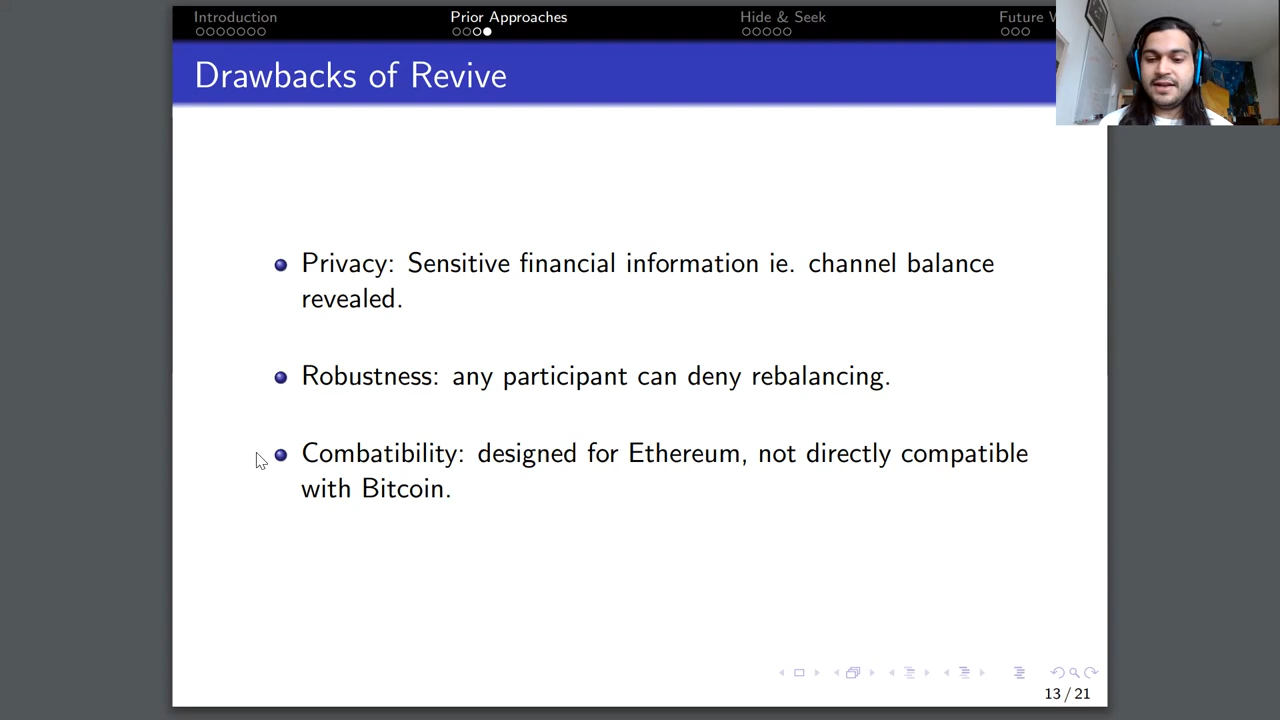 Introduction
Prior Approaches
Hide & Seek
Future W
Drawbacks of Revive
Privacy: Sensitive financial information ie. channel balance
revealed.
Robustness: any participant can deny rebalancing.
Combatibility: designed for Ethereum, not directly compatible
with Bitcoin.
13 / 21